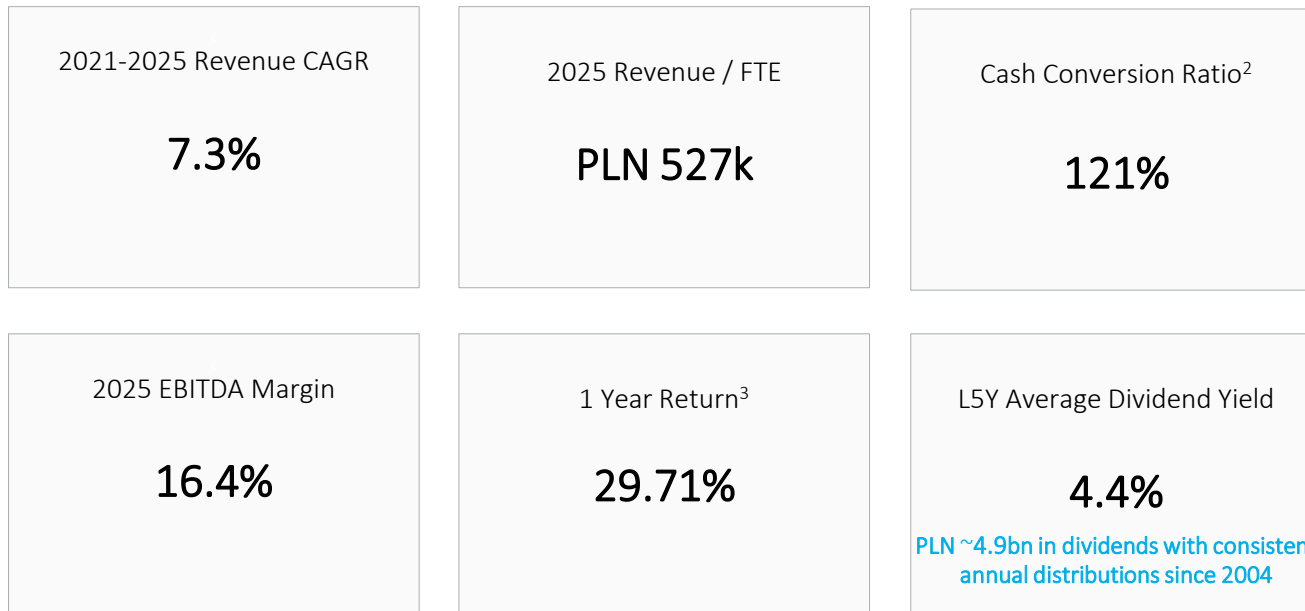 2021-2025 Revenue CAGR
7.3%
2025 Revenue / FTE
PLN 527k
Cash Conversion Ratio²
121%
2025 EBITDA Margin
16.4%
1 Year Return³
29.71%
L5Y Average Dividend Yield
4.4%
PLN ~4.9bn in dividends with consisten
annual distributions since 2004